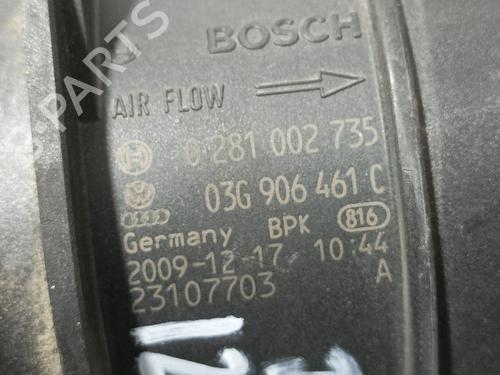 BOSCH
AIR FLOW
0 281 002 735
03G 906 461 C
Germany BPK 816
2009-12-17 10:44
23107703 A
B PARTS